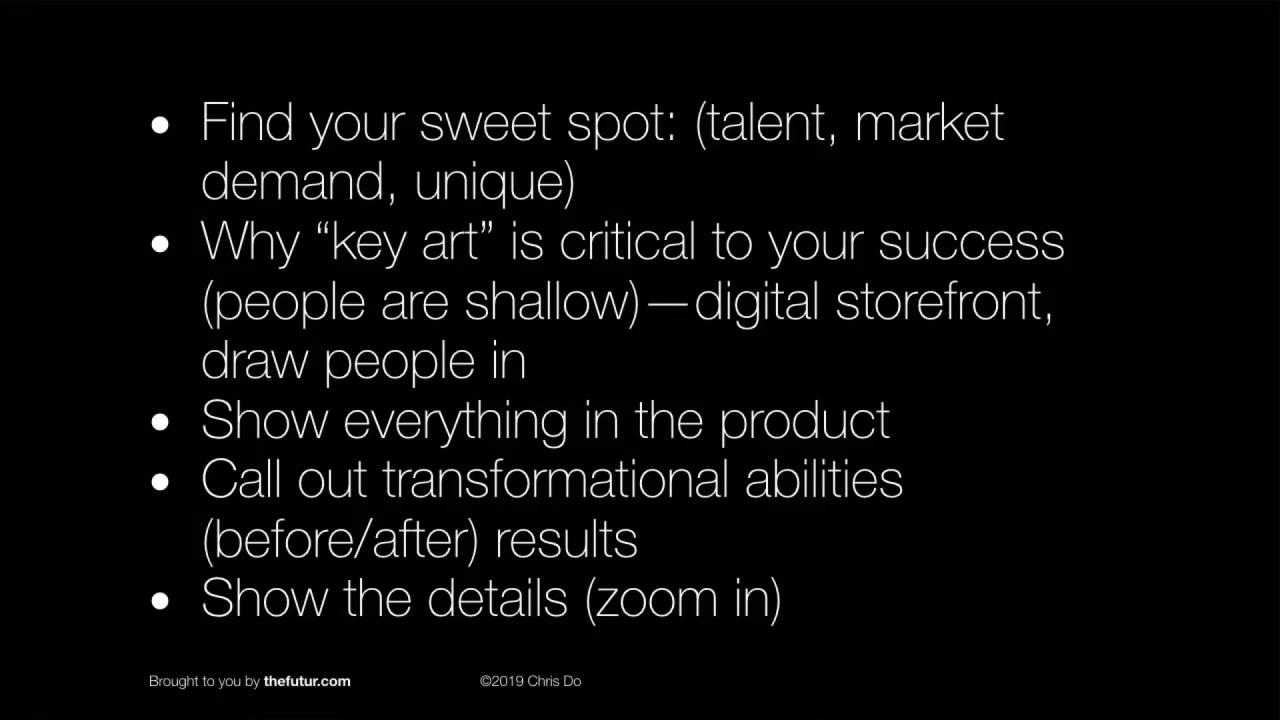 • Find your sweet spot: (talent, market
demand, unique)
• Why “key art” is critical to your success
(people are shallow)—digital storefront,
draw people in
• Show everything in the product
• Call out transformational abilities
(before/after) results
• Show the details (zoom in)
Brought to you by thefutur.com
©2019 Chris Do